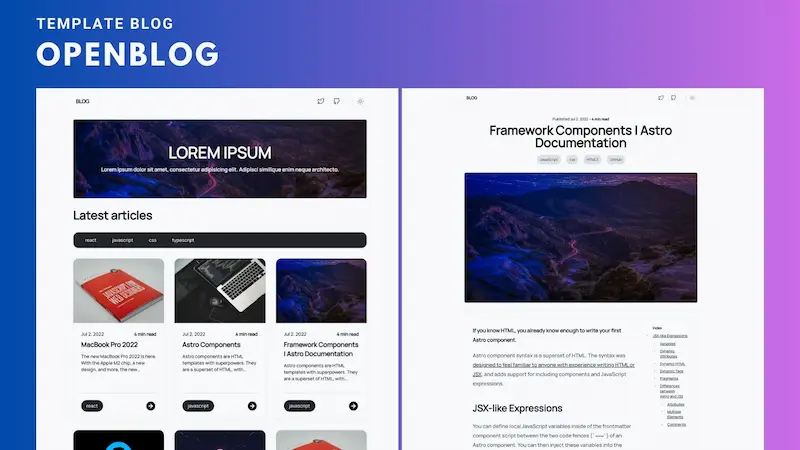 TEMPLATE BLOG
OPENBLOG
BLOG
LOREM IPSUM
Lorem ipsum dolor sit amet, consectetur adipisicing elit. Adipisci similique enim neque architecto.
Latest articles
react javascript css typescript
JAVASCRIPT FOR
WEB DESIGNERS
Jul 2, 2022 4 min read
MacBook Pro 2022
The new MacBook Pro 2022 is here.
With the Apple M2 chip, a new
design, and more, the new...
react
Jul 2, 2022 4 min read
Astro Components
Astro components are HTML
templates with superpowers. They
are a superset of HTML, with...
javascript
Jul 2, 2022 4 min read
Framework Components
| Astro Documentation
Astro components are HTML
templates with superpowers. They
are a superset of HTML, with...
javascript
BLOG
Published Jul 2, 2022 - 4 min read
Framework Components | Astro
Documentation
JavaScript css HTML5 GitHub
If you know HTML, you already know enough to write your first
Astro component.
Astro component syntax is a superset of HTML. The syntax was
designed to feel familiar to anyone with experience writing HTML or
JSX, and adds support for including components and JavaScript
expressions.
JSX-like Expressions
You can define local JavaScript variables inside of the frontmatter
component script between the two code fences (`---`) of an
Astro component. You can then inject these variables into the
Index
JSX-like Expressions
Variables
Dynamic
Attributes
Dynamic HTML
Dynamic Tags
Fragments
Differences
between
Astro and JSX
Attributes
Multiple
Elements
Comments